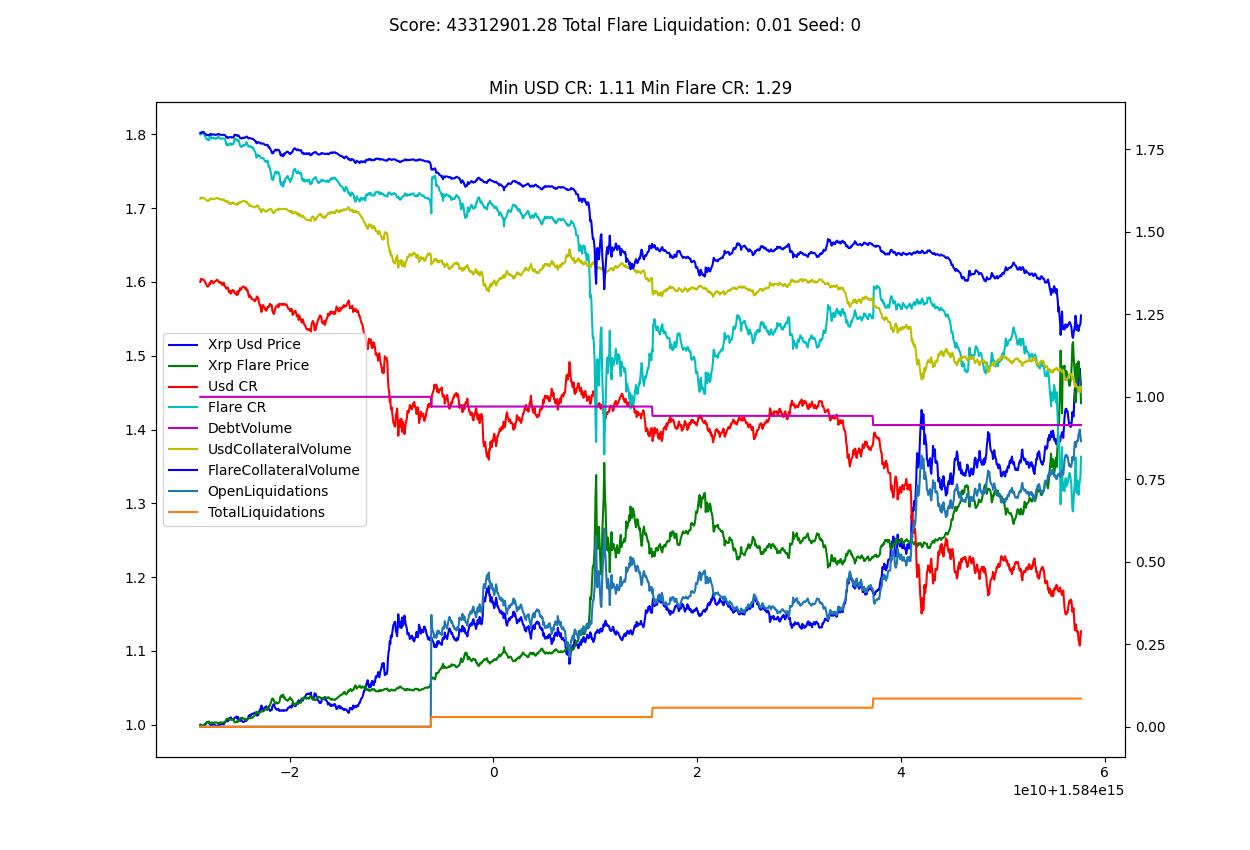 Score: 43312901.28 Total Flare Liquidation: 0.01 Seed: 0
Min USD CR: 1.11 Min Flare CR: 1.29
1.8
1.7
1.6
1.5
1.4
1.3
1.2
1.1
1.0
Xrp Usd Price
Xrp Flare Price
Usd CR
Flare CR
DebtVolume
UsdCollateralVolume
FlareCollateralVolume
OpenLiquidations
TotalLiquidations
1.75
1.50
1.25
1.00
0.75
0.50
0.25
0.00
−2
0
2
4
6
1e10+1.584e15